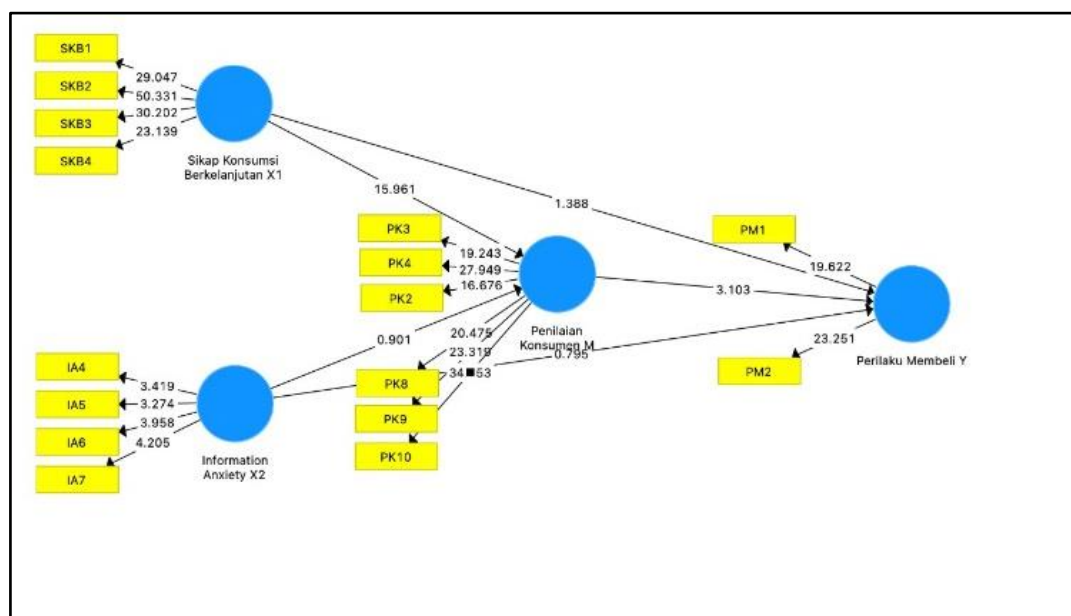 SKB1
SKB2
SKB3
SKB4
29.047
50.331
30.202
23.139
Sikap Konsumsi
Berkelanjutan X1
15.961
1.388
PK3
PK4
PK2
19.243
27.949
16.676
Penilaian
Konsumen M
PM1
19.622
3.103
Perilaku Membeli Y
23.251
PM2
0.901
0.795
20.475
23.319
PK8
PK9
PK10
IA4
IA5
IA6
IA7
3.419
3.274
3.958
4.205
Information
Anxiety X2